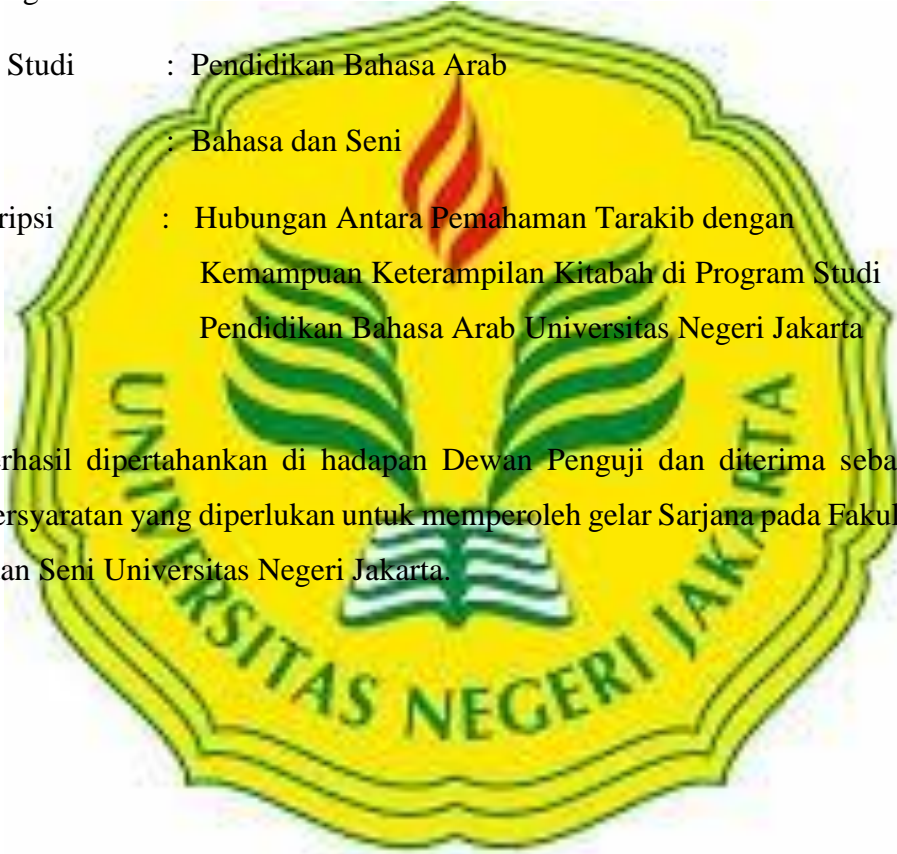 Studi : Pendidikan Bahasa Arab
: Bahasa dan Seni
ripsi : Hubungan Antara Pemahaman Tarakib dengan
Kemampuan Keterampilan Kitabah di Program Studi
Pendidikan Bahasa Arab Universitas Negeri Jakarta
erhasil dipertahankan di hadapan Dewan Penguji dan diterima seba
ersyaratan yang diperlukan untuk memperoleh gelar Sarjana pada Fakul
an Seni Universitas Negeri Jakarta.
UNIVERSITAS NEGERI JAKARTA